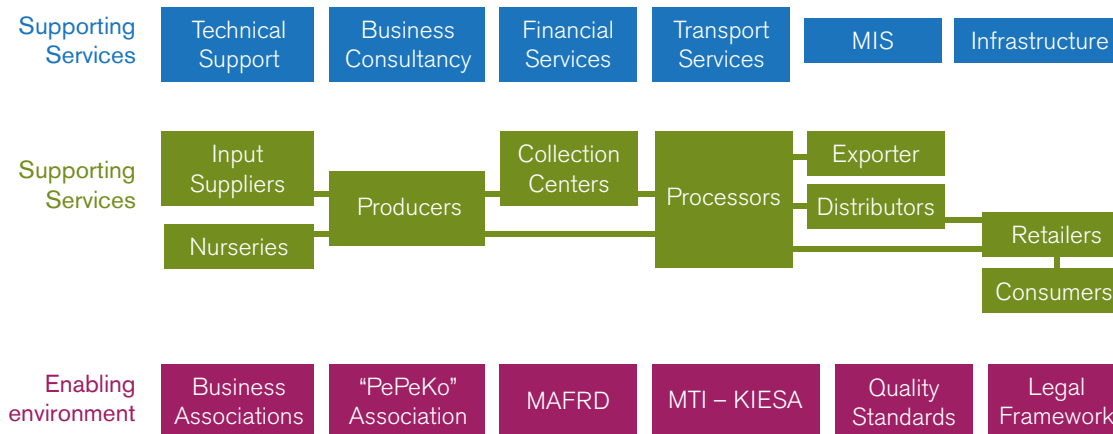 Supporting
Services
Technical
Support
Business
Consultancy
Financial
Services
Transport
Services
MIS
Infrastructure
Supporting
Services
Input
Suppliers
Nurseries
Producers
Collection
Centers
Processors
Exporter
Distributors
Retailers
Consumers
Enabling
environment
Business
Associations
“PePeKo”
Association
MAFRD
MTI – KIESA
Quality
Standards
Legal
Framework